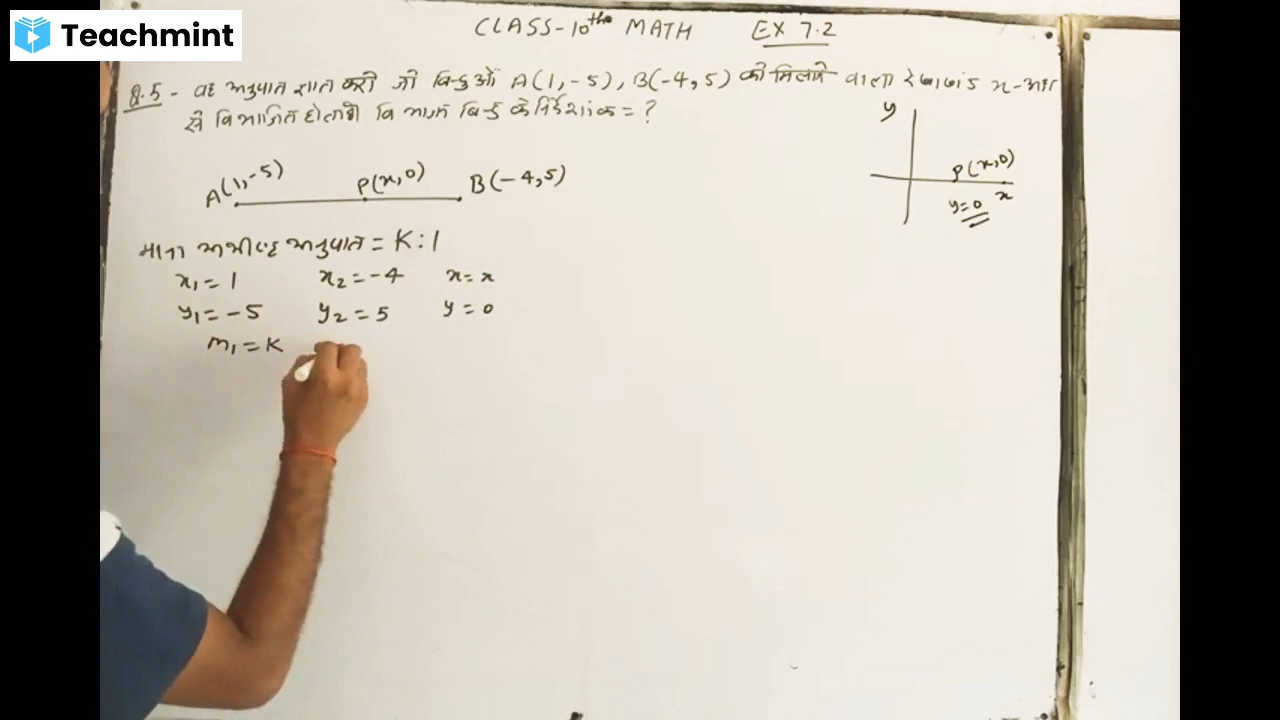 Teachmint
CLASS-10th MATH EX 7.2
Q.5 - वह अनुपात ज्ञात करो जो बिन्दुओं A(1,-5), B(-4,5) को मिलाने वाला रेखाखंड x-अक्ष
से विभाजित होता है। विभाजन बिन्दु के निर्देशांक = ?
y
P(x,0)
x
y=0
A(1,-5) P(x,0) B(-4,5)
माना अभीष्ट अनुपात = K:1
x₁ = 1 x₂ = -4 x = x
y₁ = -5 y₂ = 5 y = 0
m₁ = K